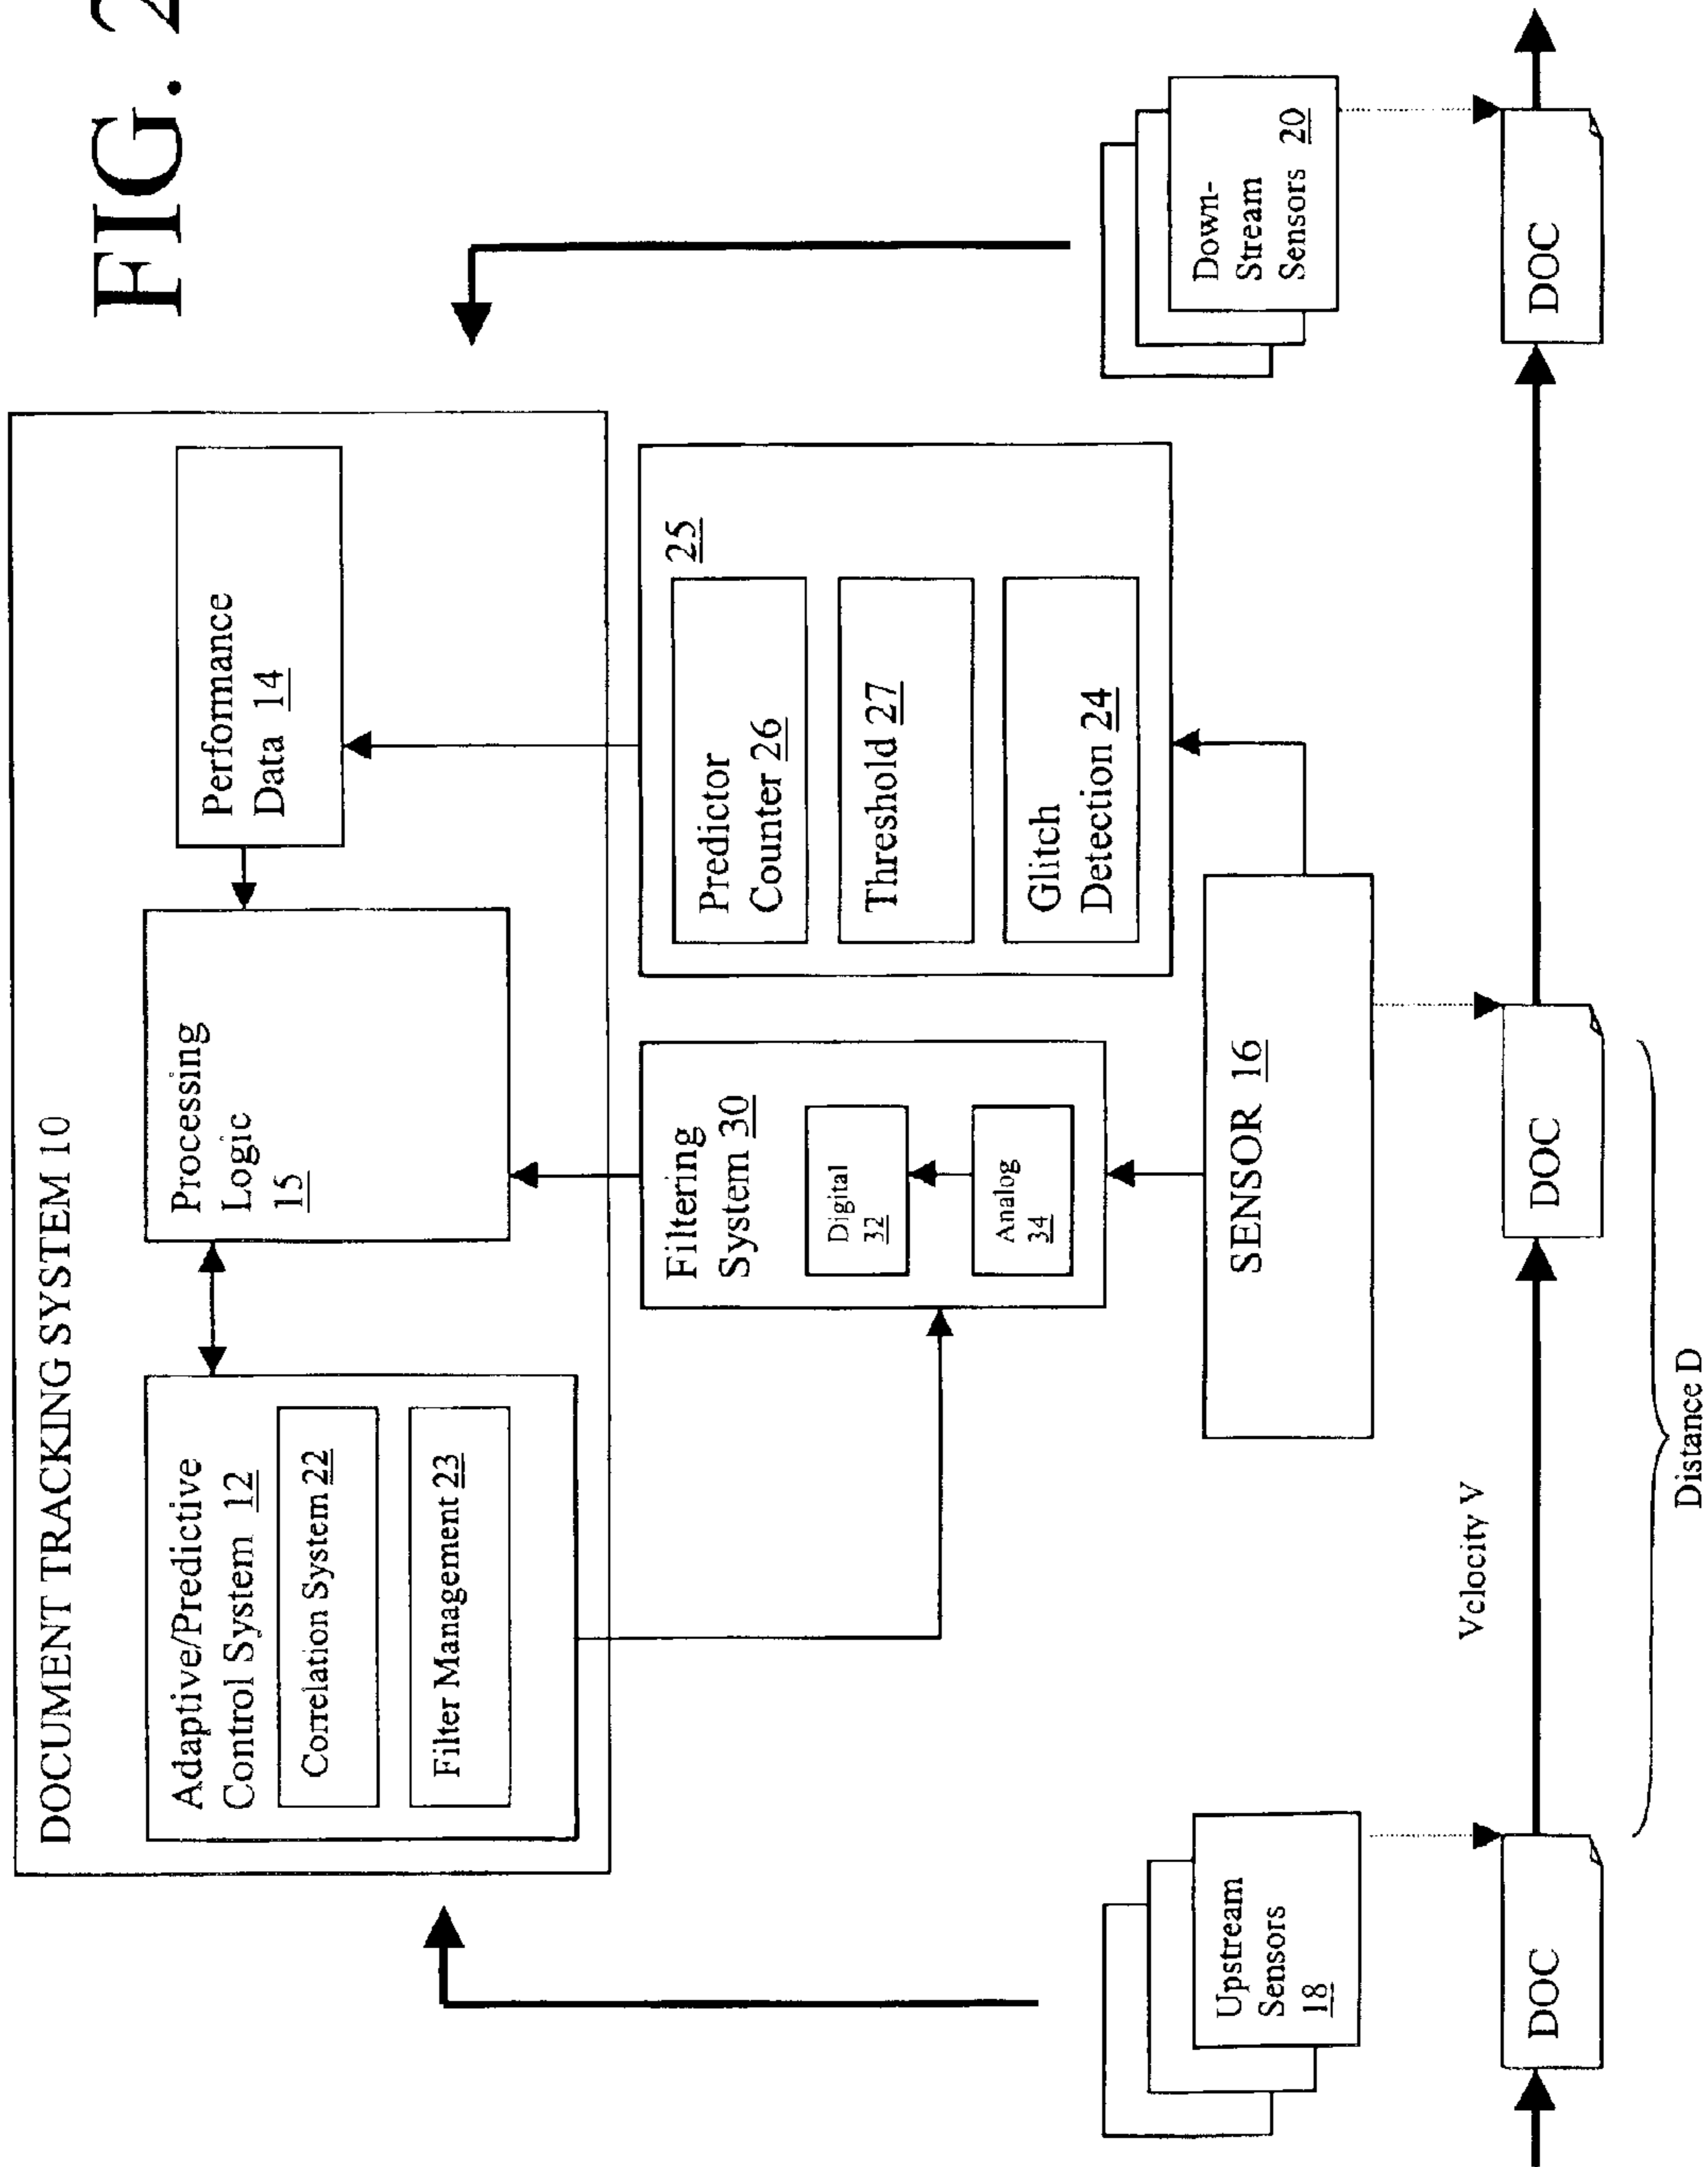 FIG. 2
DOCUMENT TRACKING SYSTEM 10
Adaptive/Predictive
Control System 12
Correlation System 22
Filter Management 23
Processing
Logic
15
Performance
Data 14
Filtering
System 30
Digital
32
Analog
34
25
Predictor
Counter 26
Threshold 27
Glitch
Detection 24
Upstream
Sensors
18
SENSOR 16
Down-
Stream
Sensors 20
Velocity V
DOC
DOC
DOC
Distance D